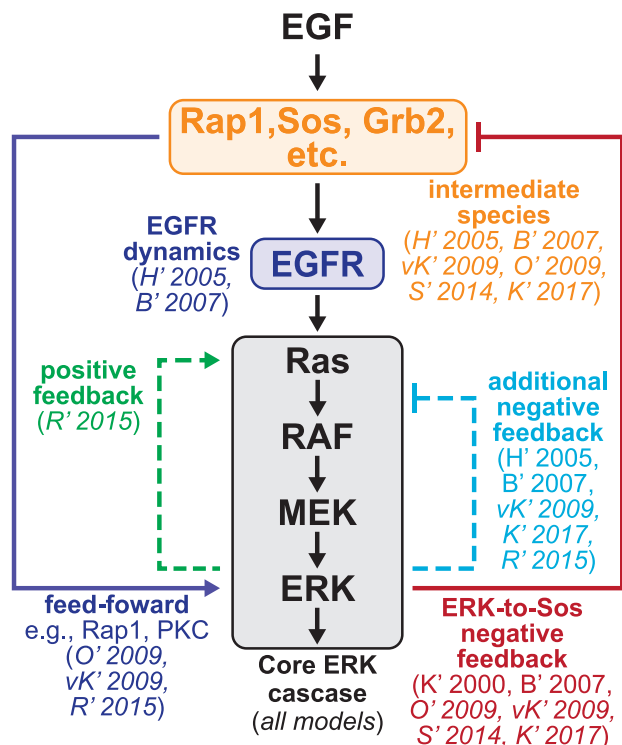 EGF
Rap1,Sos, Grb2,
etc.
intermediate
species
(H' 2005, B' 2007,
vK' 2009, O' 2009,
S' 2014, K' 2017)
EGFR
dynamics
(H' 2005,
B' 2007)
EGFR
positive
feedback
(R' 2015)
Ras
RAF
MEK
ERK
additional
negative
feedback
(H' 2005,
B' 2007,
vK' 2009,
K' 2017,
R' 2015)
feed-foward
e.g., Rap1, PKC
(O' 2009,
vK' 2009,
R' 2015)
Core ERK
cascase
(all models)
ERK-to-Sos
negative
feedback
(K' 2000, B' 2007,
O' 2009, vK' 2009,
S' 2014, K' 2017)